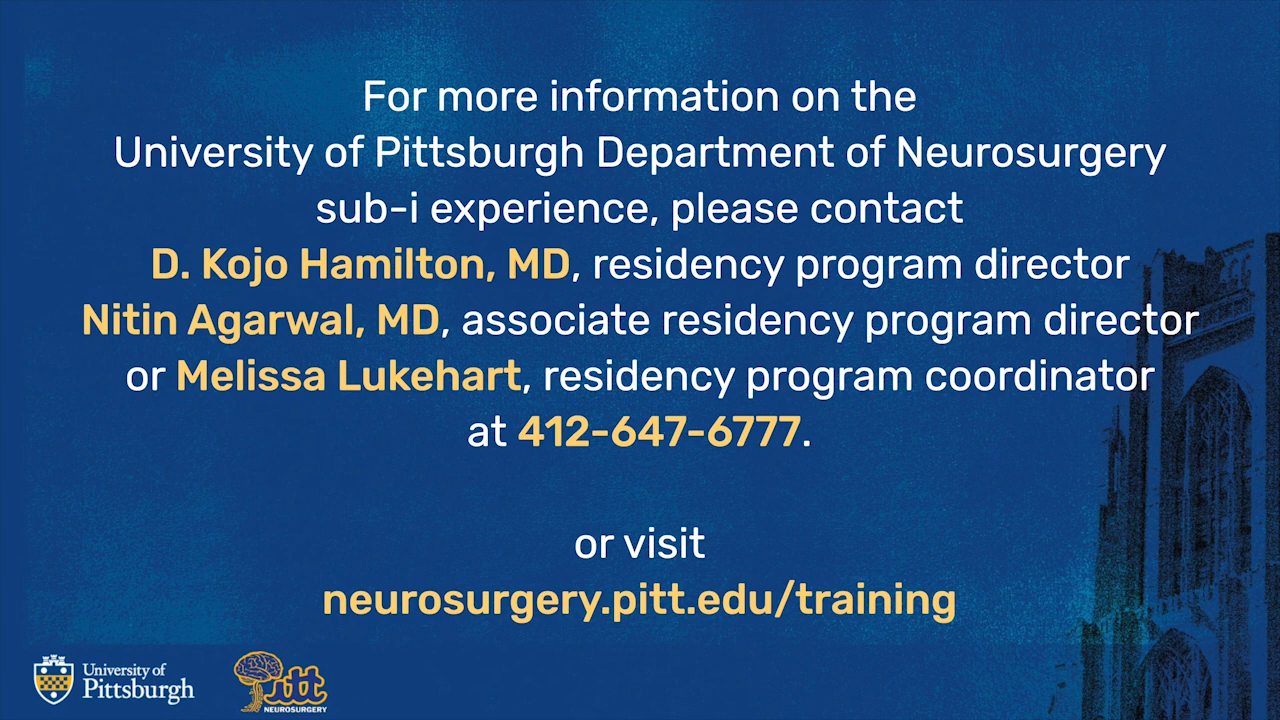 For more information on the
University of Pittsburgh Department of Neurosurgery
sub-i experience, please contact
D. Kojo Hamilton, MD, residency program director
Nitin Agarwal, MD, associate residency program director
or Melissa Lukehart, residency program coordinator
at 412-647-6777.
or visit
neurosurgery.pitt.edu/training
University of
Pittsburgh
Pitt
NEUROSURGERY